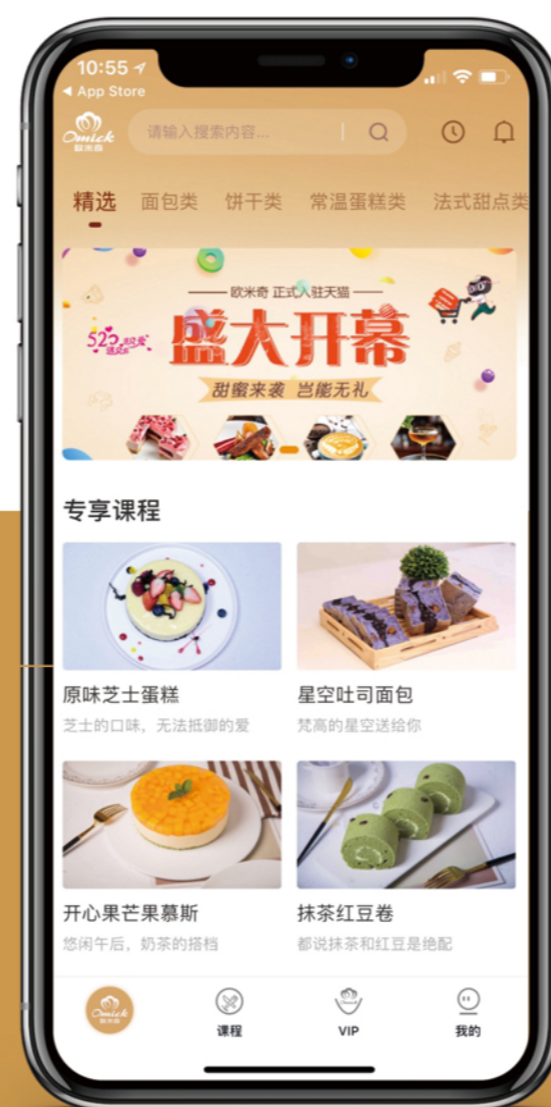 10:55
App Store
Omick
欧米奇
请输入搜索内容...
精选 面包类 饼干类 常温蛋糕类 法式甜点类
欧米奇 正式入驻天猫
盛大开幕
甜蜜来袭 岂能无礼
专享课程
原味芝士蛋糕
芝士的口味，无法抵御的爱
星空吐司面包
梵高的星空送给你
开心果芒果慕斯
悠闲午后，奶茶的搭档
抹茶红豆卷
都说抹茶和红豆是绝配
Omick
欧米奇
课程
VIP
我的